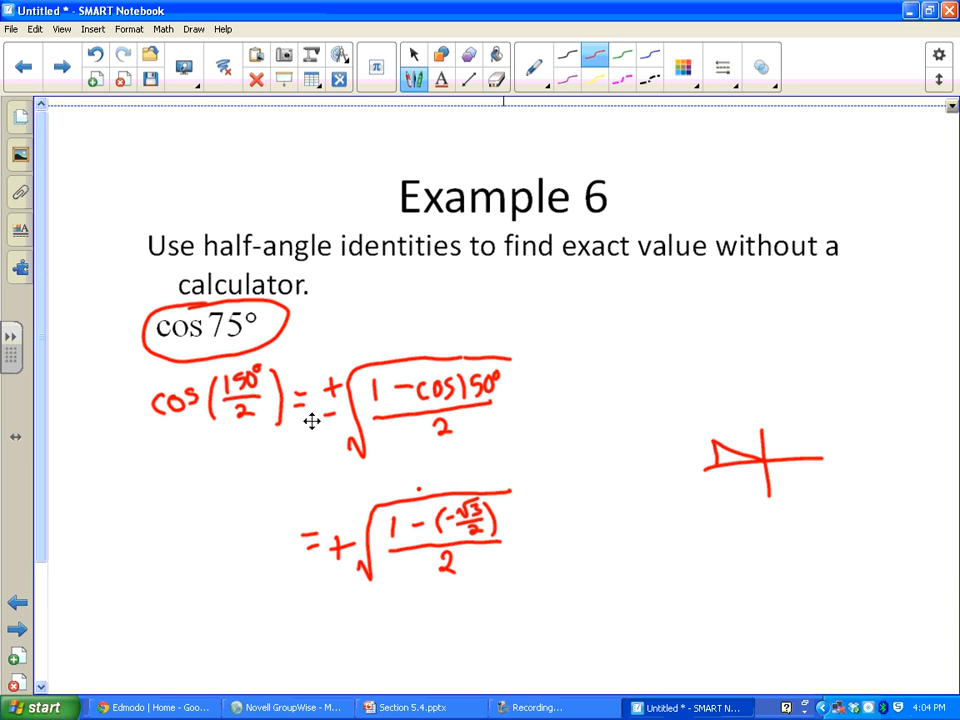 Untitled * - SMART Notebook
File Edit View Insert Format Math Draw Help
Example 6
Use half-angle identities to find exact value without a
calculator.
cos 75°
cos (150°/2) = ± √((1 - cos 150°)/2)
= + √((1 - (-√3/2))/2)
start Edmodo | Home - Goo... Novell GroupWise - M... Section 5.4.pptx Recording... Untitled * - SMART N... 4:04 PM